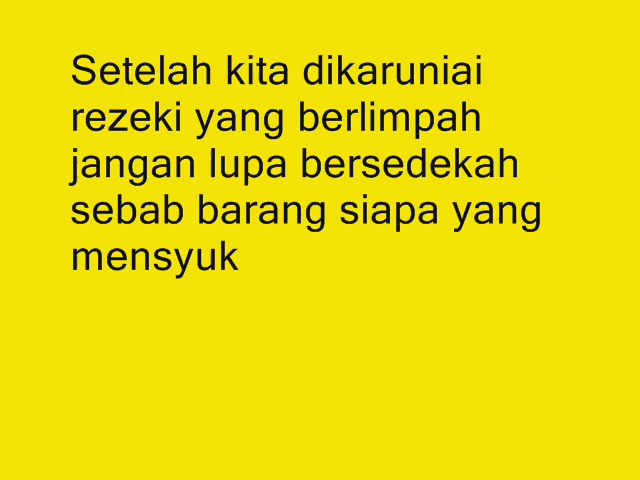 Setelah kita dikaruniai
rezeki yang berlimpah
jangan lupa bersedekah
sebab barang siapa yang
mensyuk